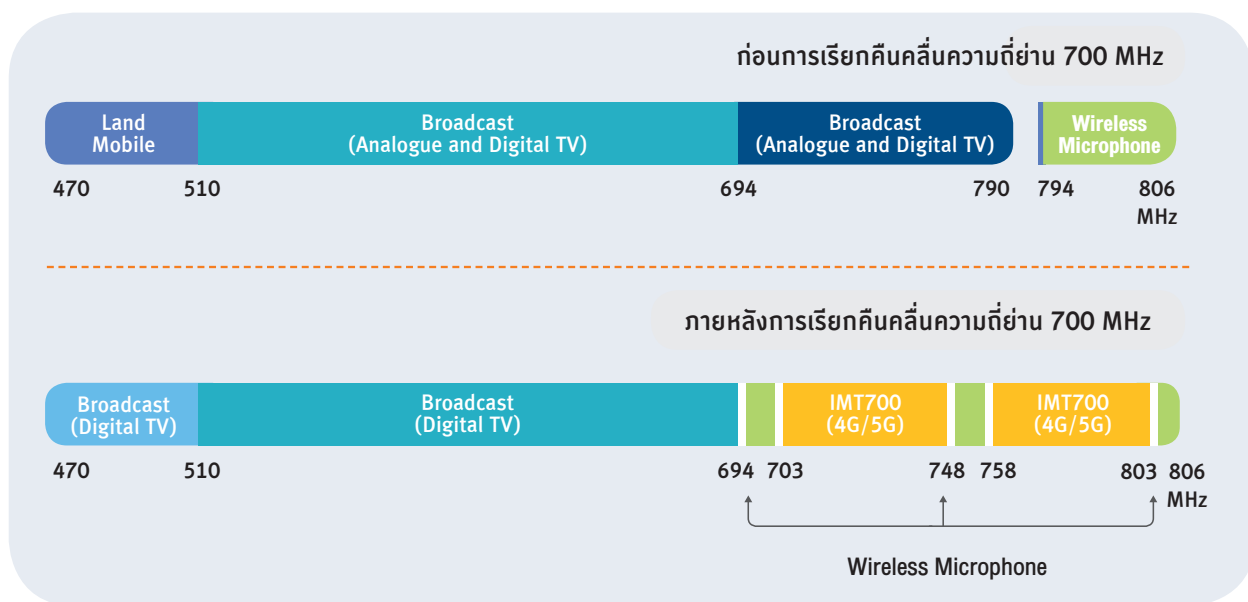 ก่อนการเรียกคืนคลื่นความถี่ย่าน 700 MHz
Land
Mobile
Broadcast
(Analogue and Digital TV)
Broadcast
(Analogue and Digital TV)
Wireless
Microphone
470 510 694 790 794 806
MHz
ภายหลังการเรียกคืนคลื่นความถี่ย่าน 700 MHz
Broadcast
(Digital TV)
Broadcast
(Digital TV)
IMT700
(4G/5G)
IMT700
(4G/5G)
470 510 694 703 748 758 803 806
MHz
Wireless Microphone